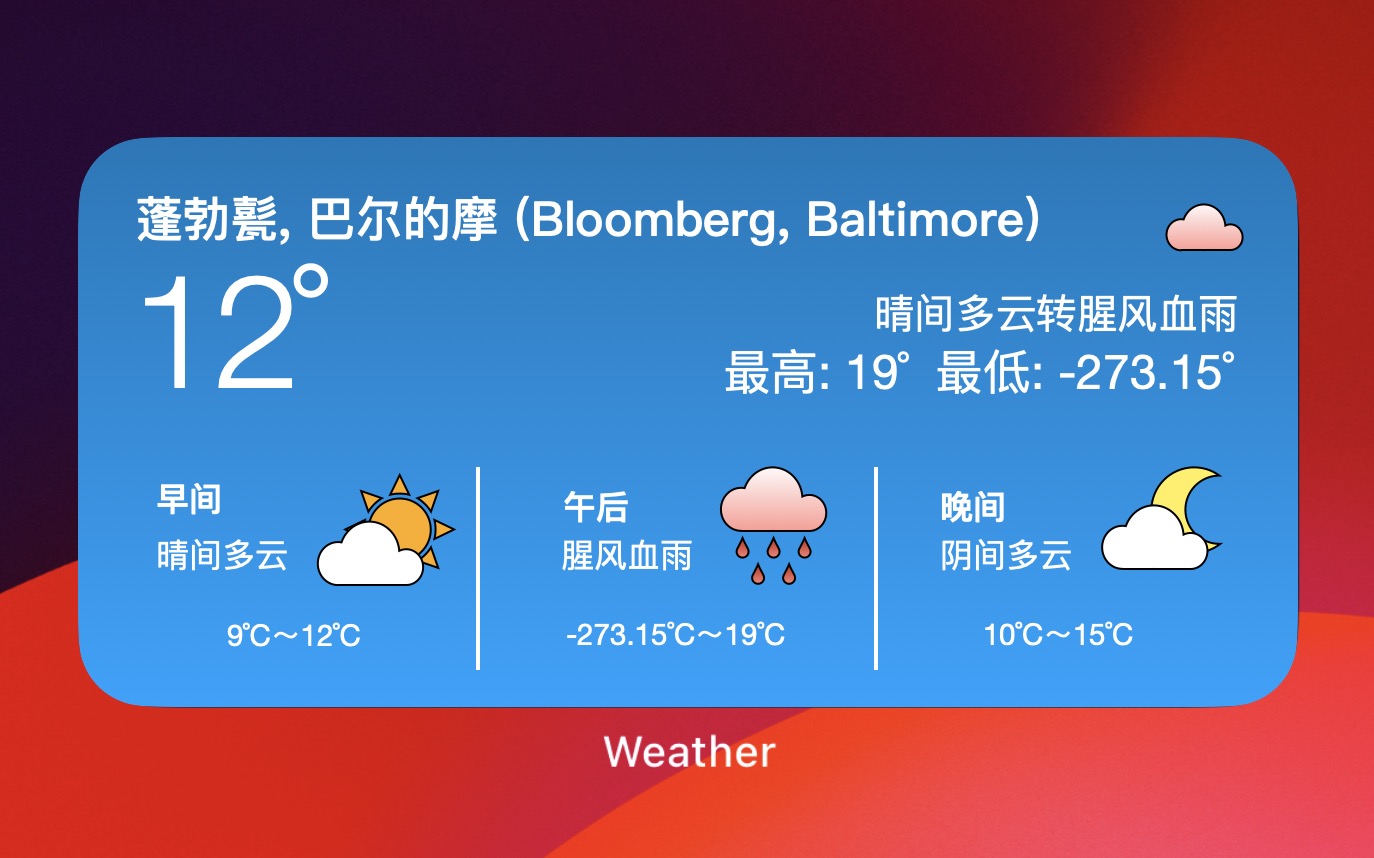 蓬勃甏, 巴尔的摩 (Bloomberg, Baltimore)
12°
晴间多云转腥风血雨
最高: 19° 最低: -273.15°
早间
晴间多云
9℃～12℃
午后
腥风血雨
-273.15℃～19℃
晚间
阴间多云
10℃～15℃
Weather